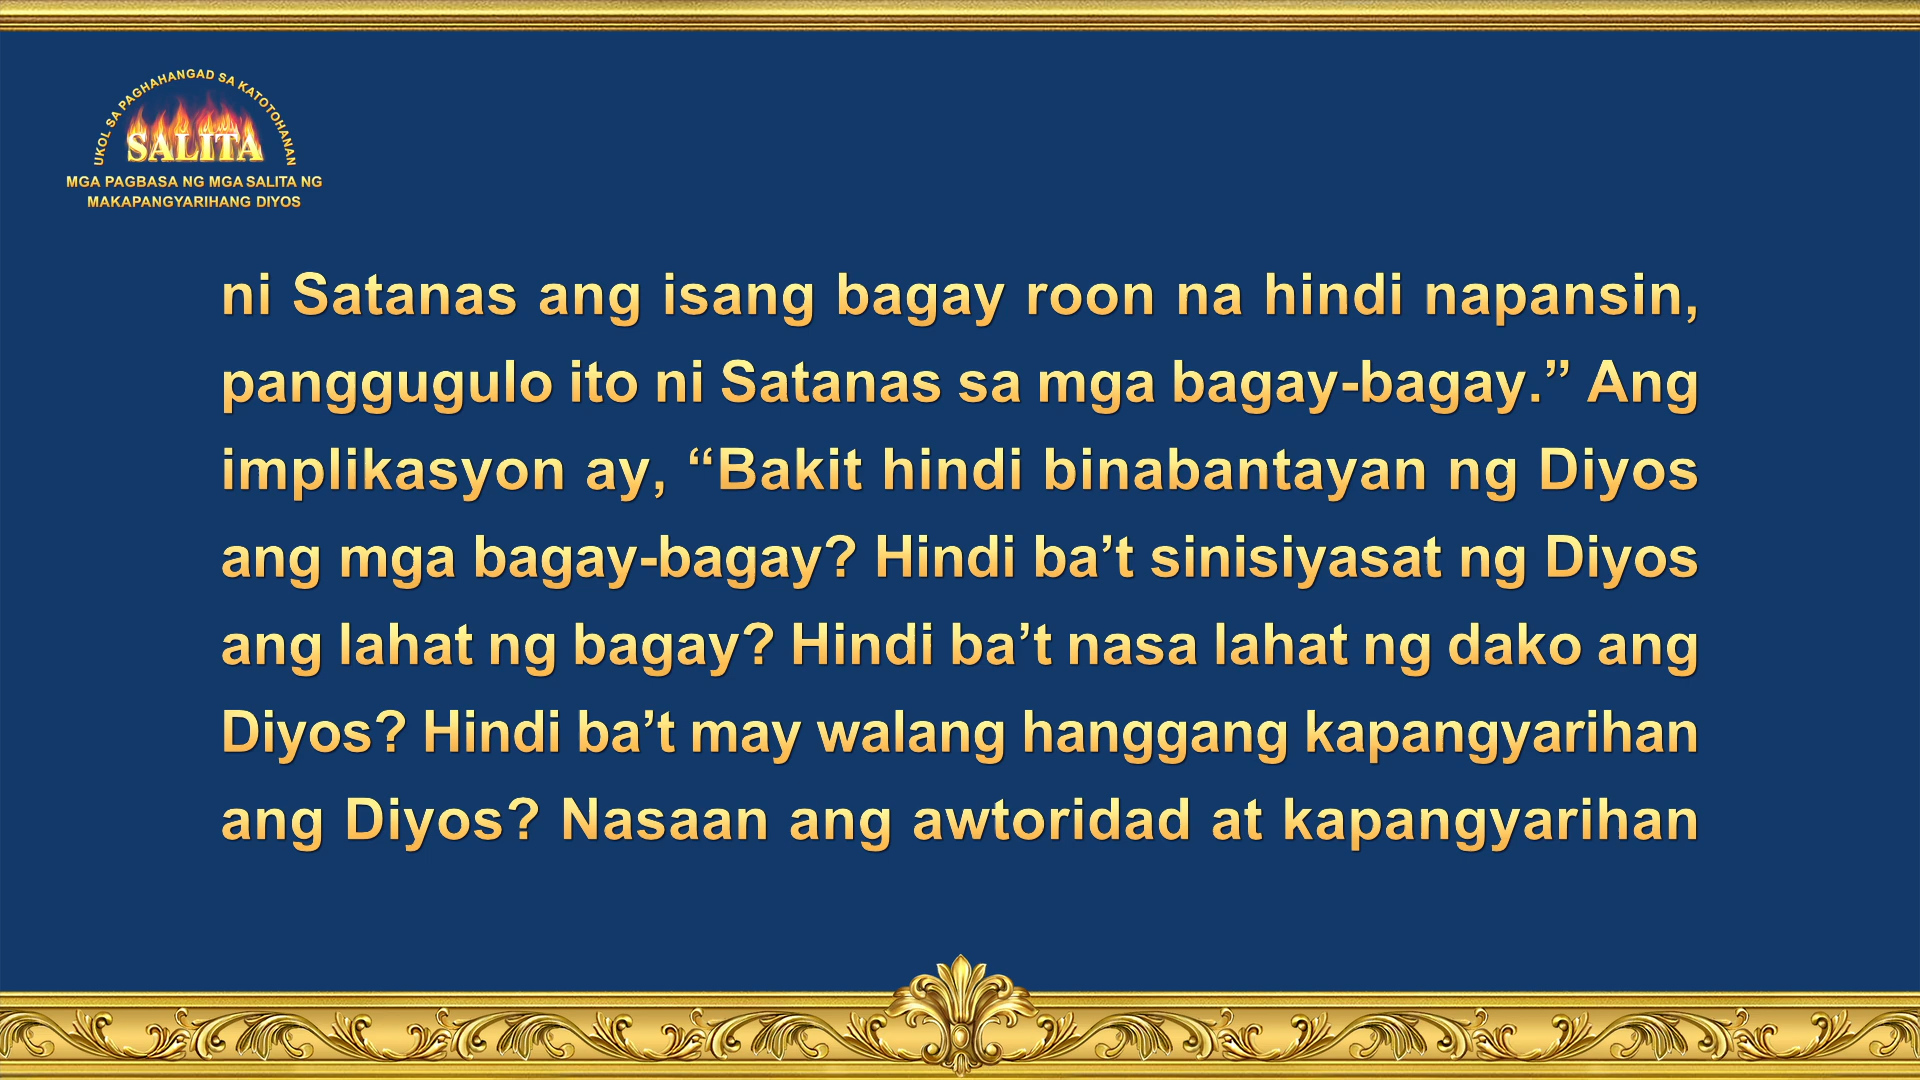 UKOL SA PAGHAHANGAD SA KATOTOHANAN
SALITA
MGA PAGBASA NG MGA SALITA NG
MAKAPANGYARIHANG DIYOS
ni Satanas ang isang bagay roon na hindi napansin,
panggugulo ito ni Satanas sa mga bagay-bagay.” Ang
implikasyon ay, “Bakit hindi binabantayan ng Diyos
ang mga bagay-bagay? Hindi ba’t sinisiyasat ng Diyos
ang lahat ng bagay? Hindi ba’t nasa lahat ng dako ang
Diyos? Hindi ba’t may walang hanggang kapangyarihan
ang Diyos? Nasaan ang awtoridad at kapangyarihan